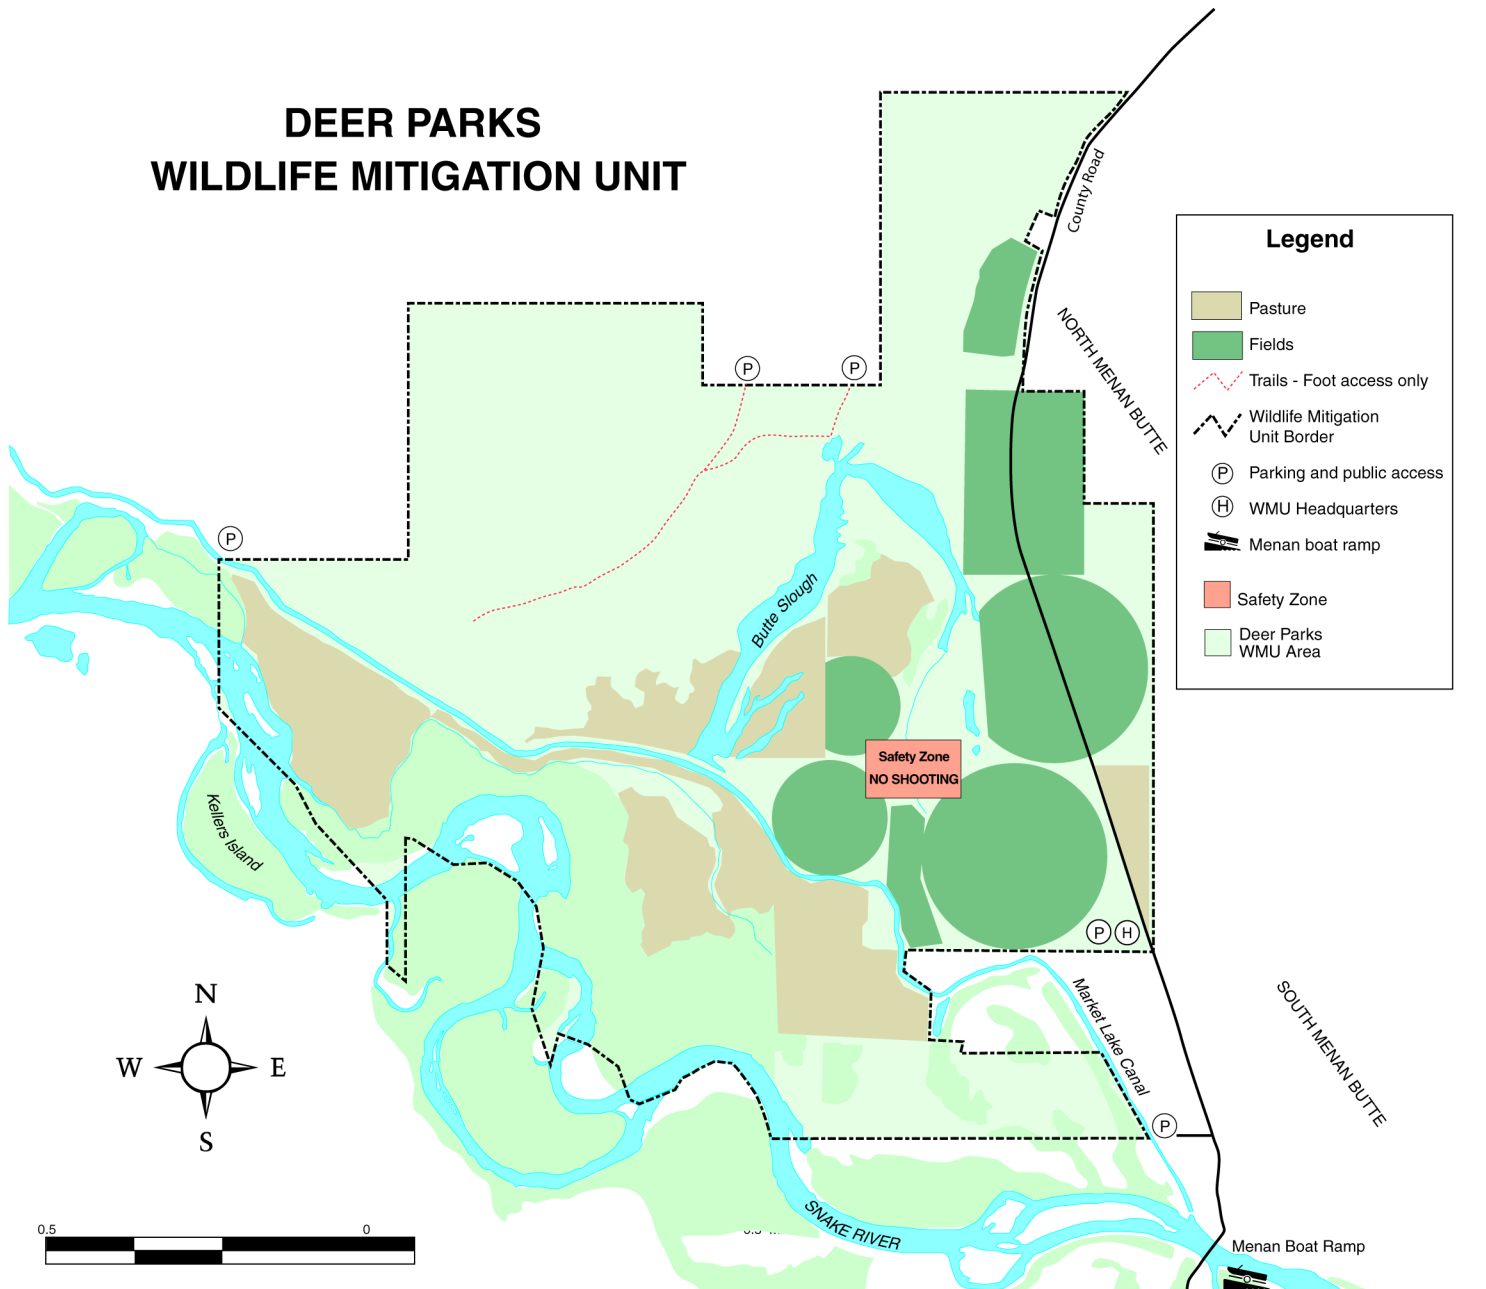 DEER PARKS
WILDLIFE MITIGATION UNIT
County Road
Legend
Pasture
Fields
Trails - Foot access only
Wildlife Mitigation
Unit Border
P
Parking and public access
H
WMU Headquarters
Menan boat ramp
Safety Zone
Deer Parks
WMU Area
NORTH MENAN BUTTE
P
P
P
Butte Slough
Safety Zone
NO SHOOTING
Kellers Island
P
H
Market Lake Canal
SOUTH MENAN BUTTE
N
W
E
S
P
SNAKE RIVER
0.5
0
Menan Boat Ramp